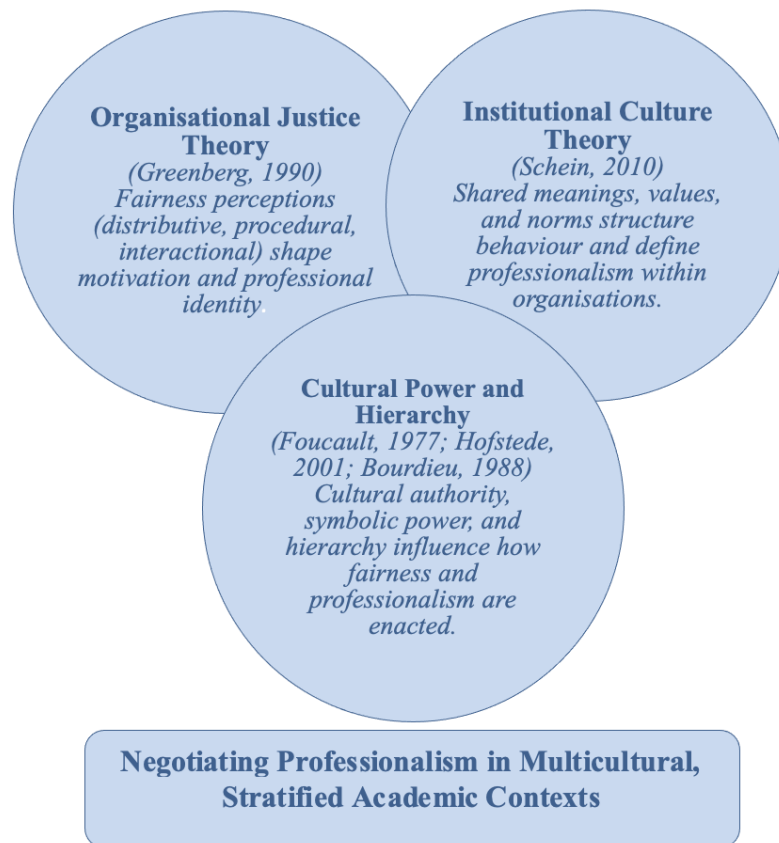 Organisational Justice
Theory
(Greenberg, 1990)
Fairness perceptions
(distributive, procedural,
interactional) shape
motivation and professional
identity.
Institutional Culture
Theory
(Schein, 2010)
Shared meanings, values,
and norms structure
behaviour and define
professionalism within
organisations.
Cultural Power and
Hierarchy
(Foucault, 1977; Hofstede,
2001; Bourdieu, 1988)
Cultural authority,
symbolic power, and
hierarchy influence how
fairness and
professionalism are
enacted.
Negotiating Professionalism in Multicultural,
Stratified Academic Contexts